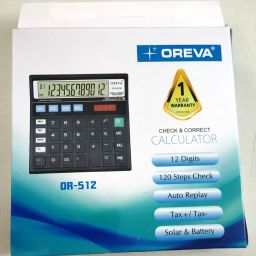 OREVA
1
YEAR
WARRANTY
CHECK & CORRECT
CALCULATOR
12 Digits
120 Steps Check
Auto Replay
Tax+/ Tax-
Solar & Battery
OREVA
123456789012
OR-512